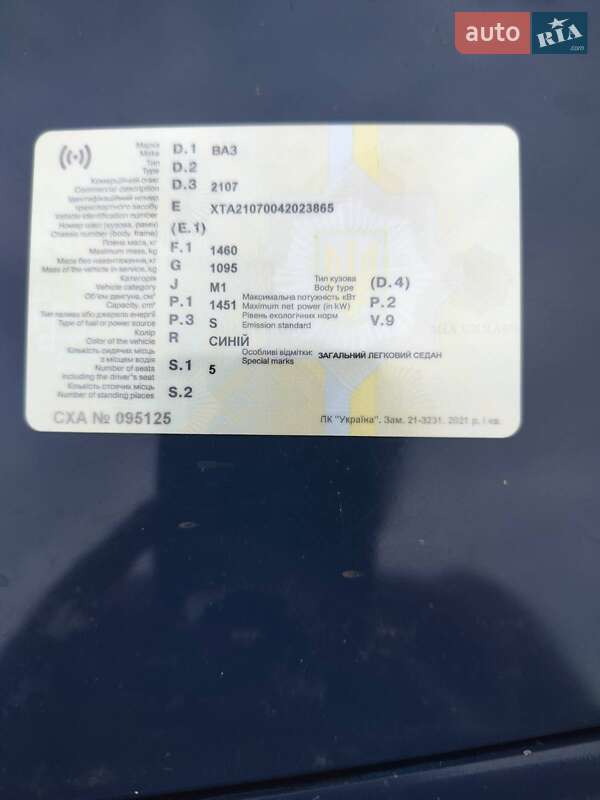 auto RIA .com
Марка D.1 ВАЗ
Make
Тип D.2
Type
Комерційний опис D.3 2107
Commercial description
Ідентифікаційний номер
транспортного засобу E XTA21070042023865
Vehicle identification number
Номер шасі (кузова, рами) (E.1)
Chassis number (body, frame)
Повна маса, кг F.1 1460
Maximum mass, kg
Маса без навантаження, кг G 1095
Mass of the vehicle in service, kg
Категорія J M1 Тип кузова (D.4)
Vehicle category Body type
Об'єм двигуна, см³ P.1 1451 Максимальна потужність кВт P.2
Capacity, cm³ Maximum net power (in kW)
Тип палива або джерела енергії P.3 S Рівень екологічних норм V.9
Type of fuel or power source Emission standard
Колір R СИНІЙ Особливі відмітки: ЗАГАЛЬНИЙ ЛЕГКОВИЙ СЕДАН
Color of the vehicle Special marks
Кількість сидячих місць
з місцем водія S.1 5
Number of seats
including the driver's seat
Кількість стоячих місць S.2
Number of standing places
СХА № 095125 ПК "Україна". Зам. 21-3231. 2021 р. I кв.